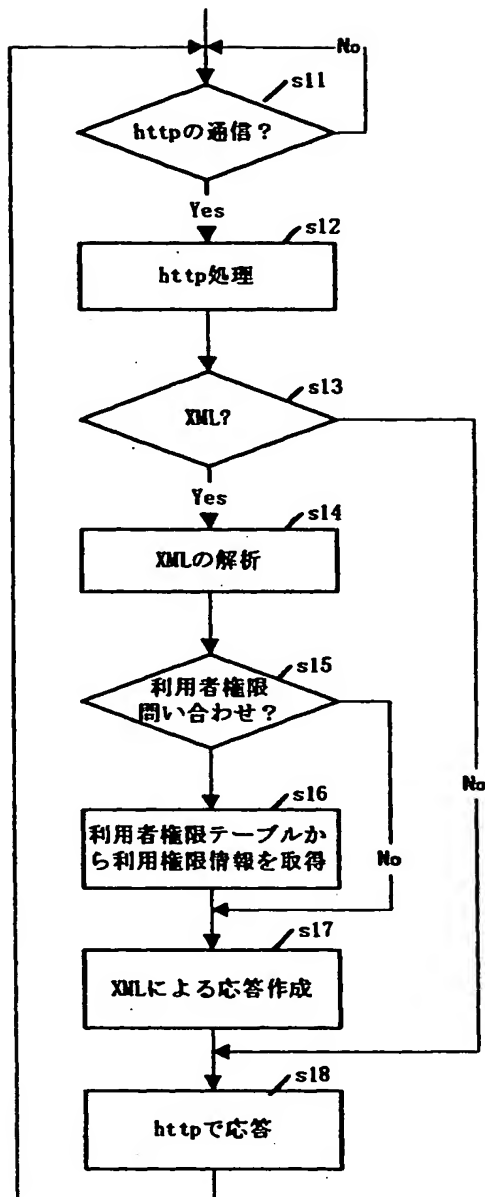 No
s11
httpの通信？
Yes
s12
http処理
s13
XML?
Yes
s14
XMLの解析
s15
利用者権限
問い合わせ？
No
s16
利用者権限テーブルか
ら利用権限情報を取得
No
s17
XMLによる応答作成
s18
httpで応答